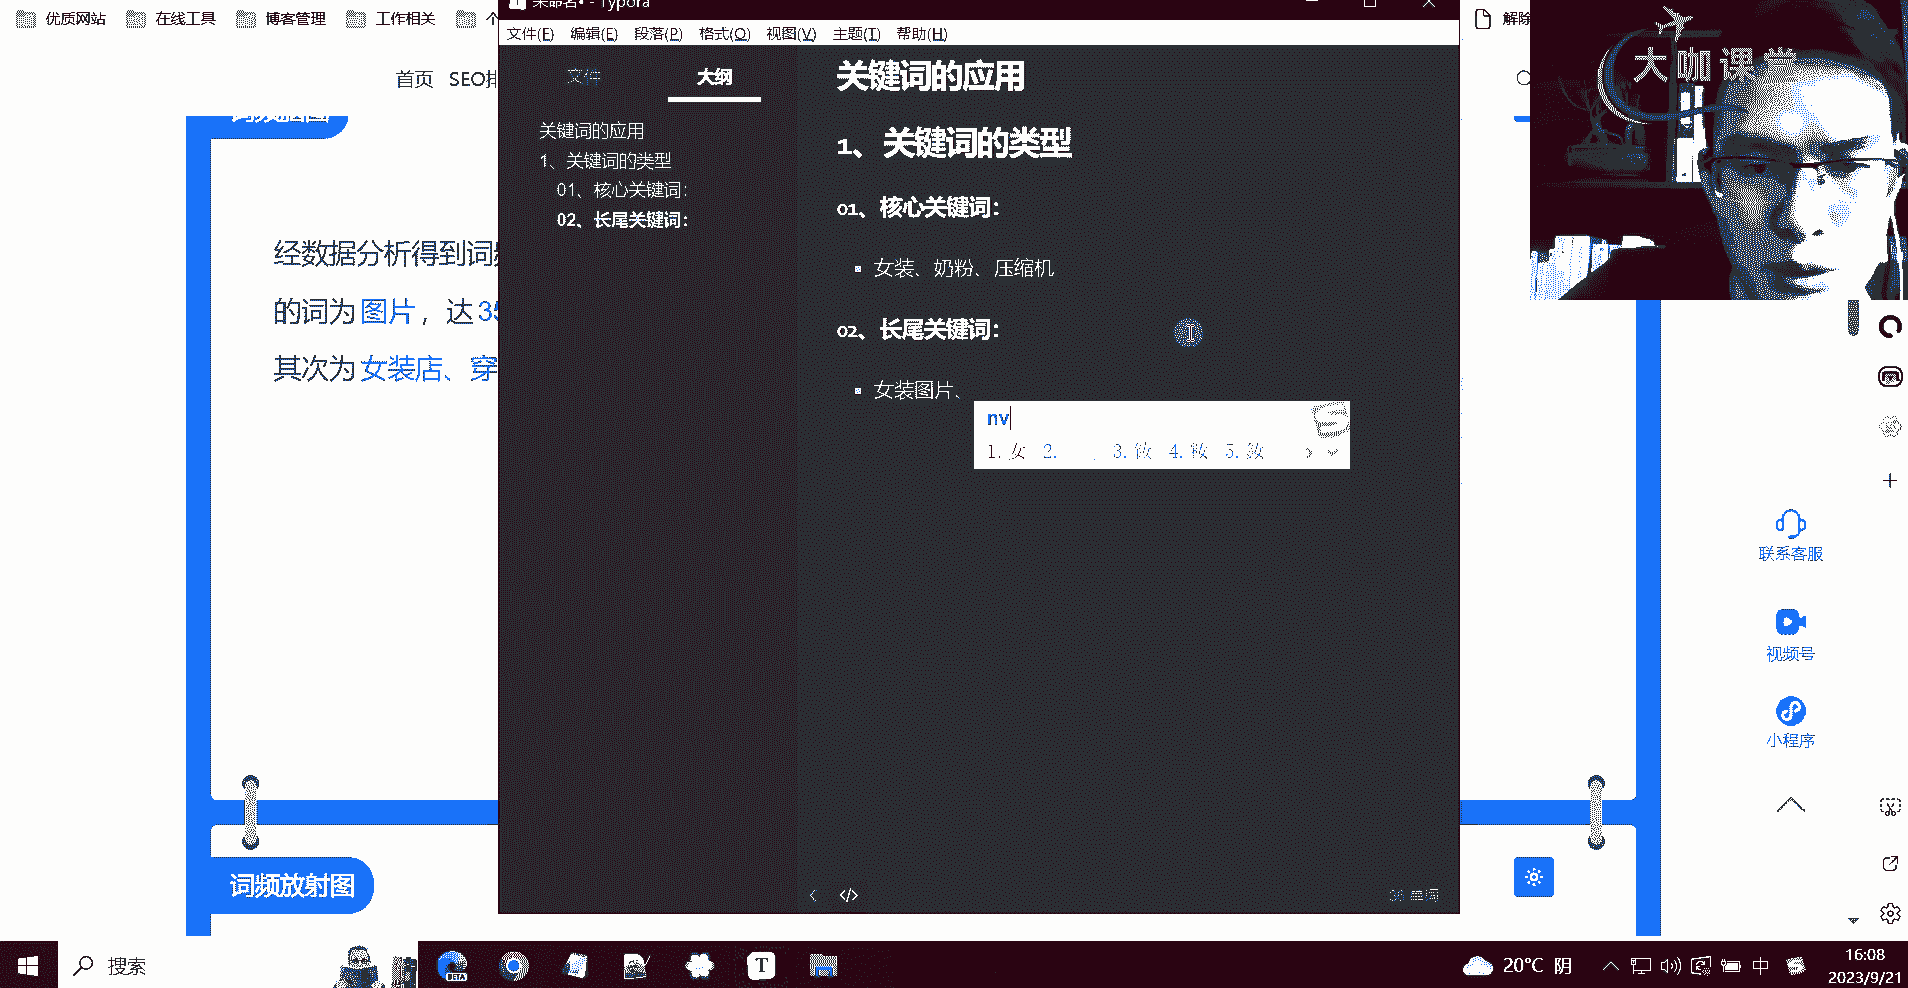 优质网站 在线工具 博客管理 工作相关
未命名• - Typora
解除
文件(F) 编辑(E) 段落(P) 格式(O) 视图(V) 主题(T) 帮助(H)
首页 SEO
文件 大纲
关键词的应用
1、关键词的类型
01、核心关键词：
02、长尾关键词：
关键词的应用
1、关键词的类型
01、核心关键词：
女装、奶粉、压缩机
02、长尾关键词：
女装图片、
nv
1.女 2. 3.钕 4. 5.
大咖课堂
经数据分析得到词
的词为 图片，达 35
其次为 女装店、穿
联系客服
视频号
小程序
词频放射图
搜索
BETA
T
20°C 阴
中
16:08
2023/9/21